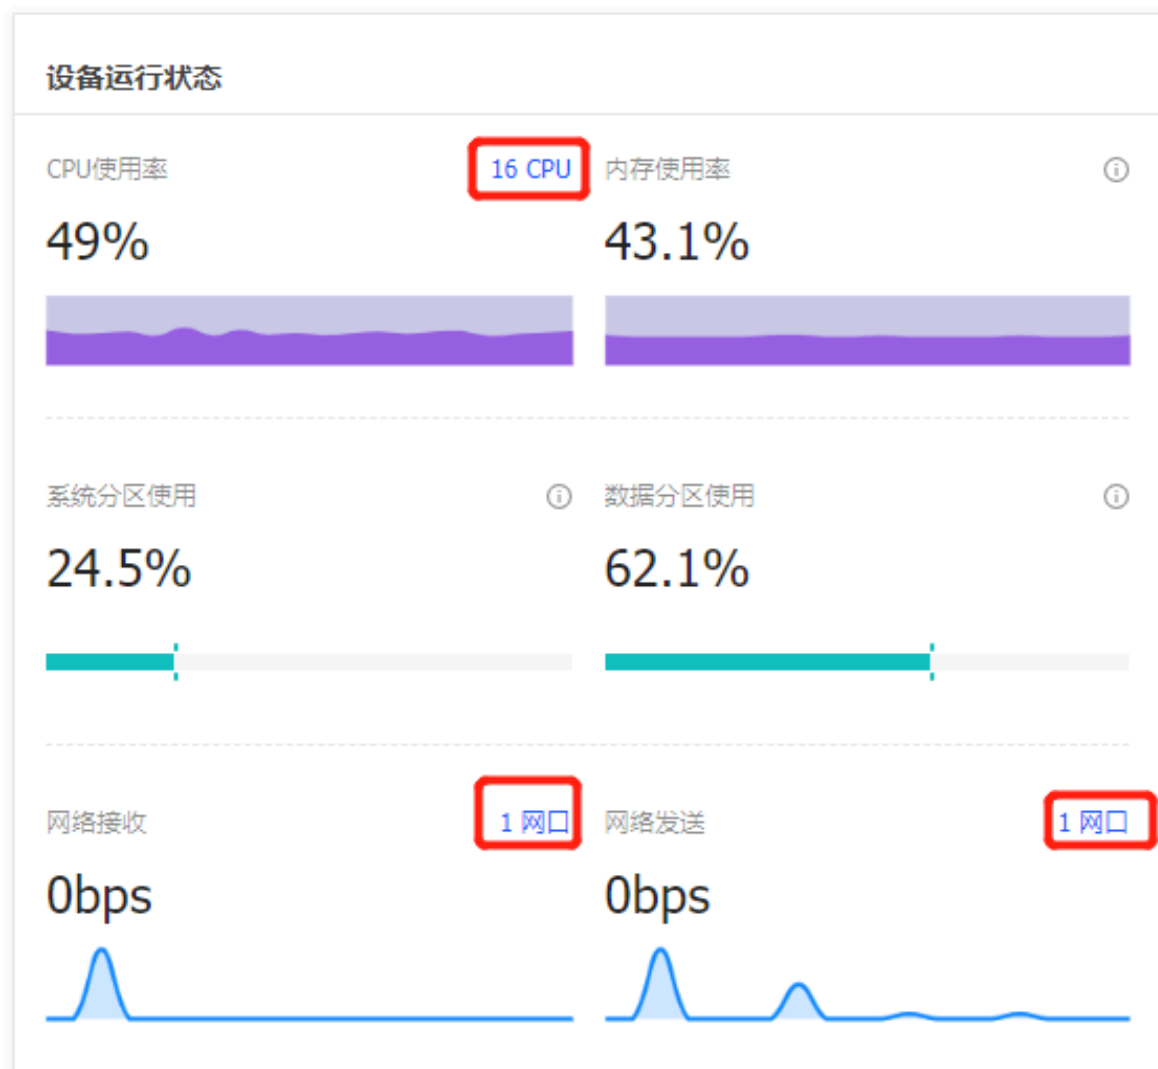 设备运行状态
CPU使用率
16 CPU
内存使用率
49%
43.1%
系统分区使用
数据分区使用
24.5%
62.1%
网络接收
1 网口
网络发送
1 网口
0bps
0bps